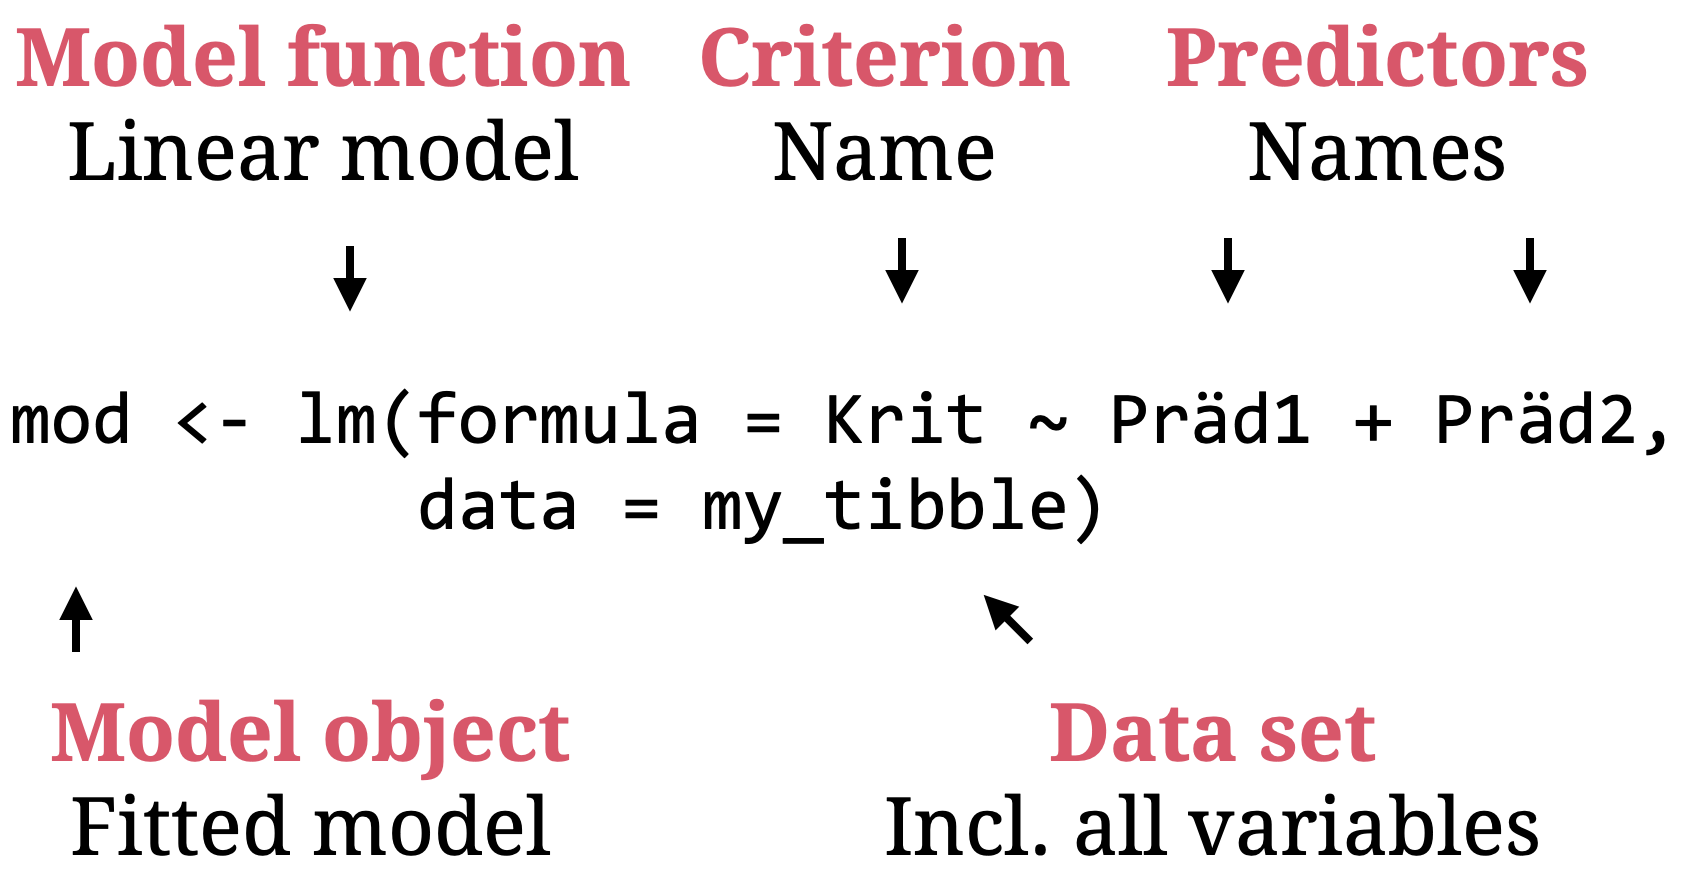 Model function
Linear model
Criterion
Name
Predictors
Names
mod <- lm(formula = Krit ~ Präd1 + Präd2,
data = my_tibble)
Model object
Fitted model
Data set
Incl. all variables